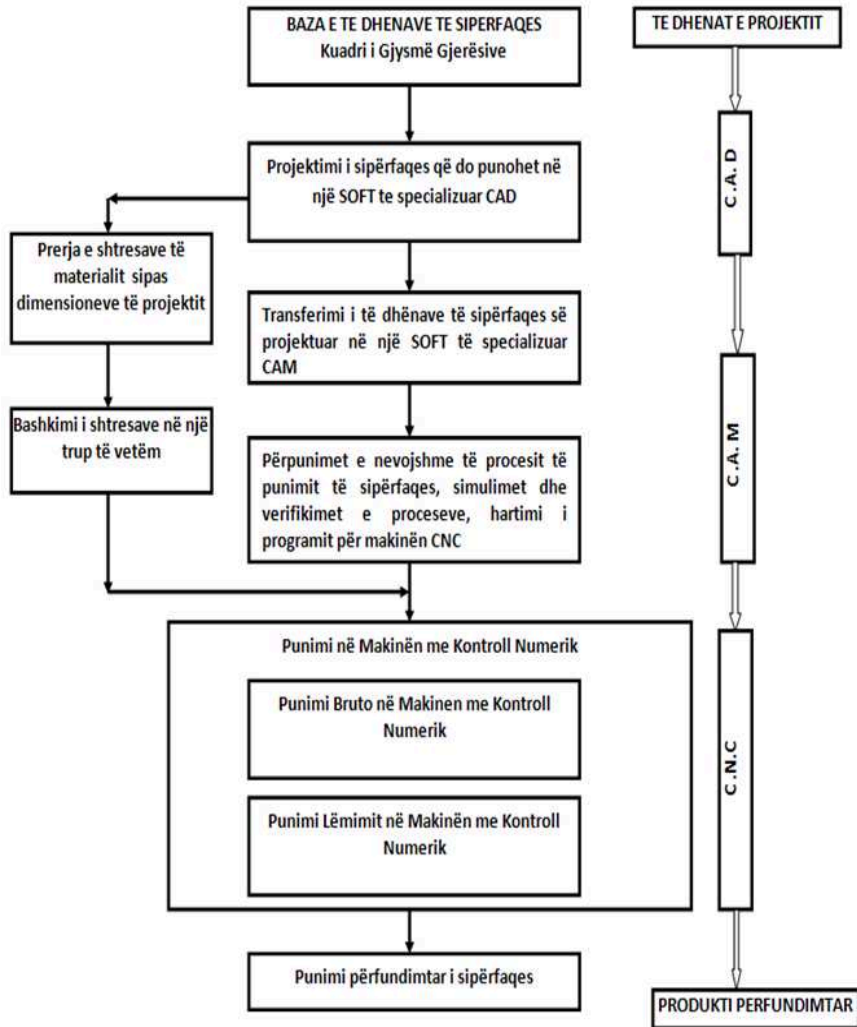 BAZA E TE DHENAVE TE SIPERFAQES
Kuadri i Gjysmë Gjerësive
Projektimi i sipërfaqes që do punohet në
një SOFT te specializuar CAD
Prerja e shtresave të
materialit sipas
dimensioneve të projektit
Transferimi i të dhënave të sipërfaqes së
projektuar në një SOFT të specializuar
CAM
Bashkimi i shtresave në një
trup të vetëm
Përpunimet e nevojshme të procesit të
punimit të sipërfaqes, simulimet dhe
verifikimet e proceseve, hartimi i
programit për makinën CNC
Punimi në Makinën me Kontroll Numerik
Punimi Bruto në Makinen me Kontroll
Numerik
Punimi Lëmimit në Makinën me Kontroll
Numerik
Punimi përfundimtar i sipërfaqes
TE DHENAT E PROJEKTIT
C.A.D
C.A.M
C.N.C
PRODUKTI PERFUNDIMTAR